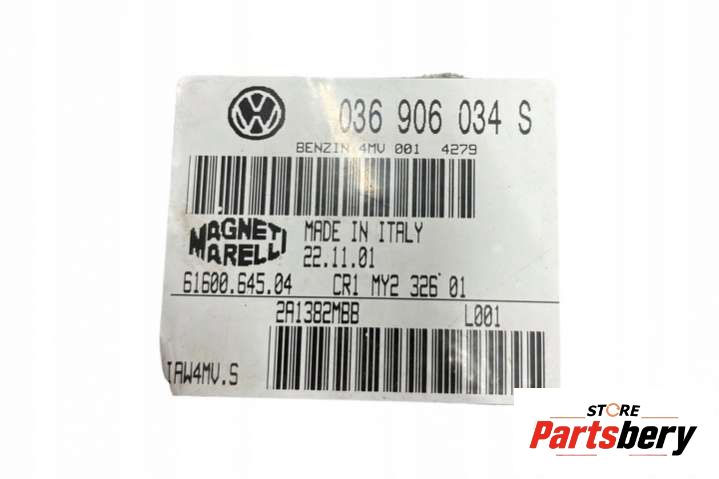 036 906 034 S
BENZIN 4MV 001 4279
MAGNETI MARELLI
MADE IN ITALY
22.11.01
61600.645.04 CR1 MY2 326 01
2A1382MBB L001
IAW4MV.S
STORE
Partsbery